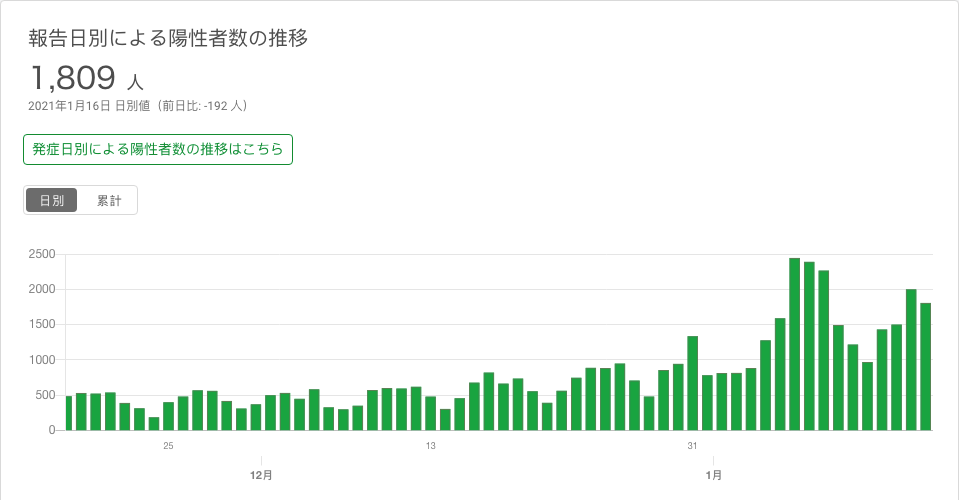 報告日別による陽性者数の推移
1,809 人
2021年1月16日 日別値（前日比: -192 人）
発症日別による陽性者数の推移はこちら
日別 累計
2500
2000
1500
1000
500
0
25 13 31
12月 1月